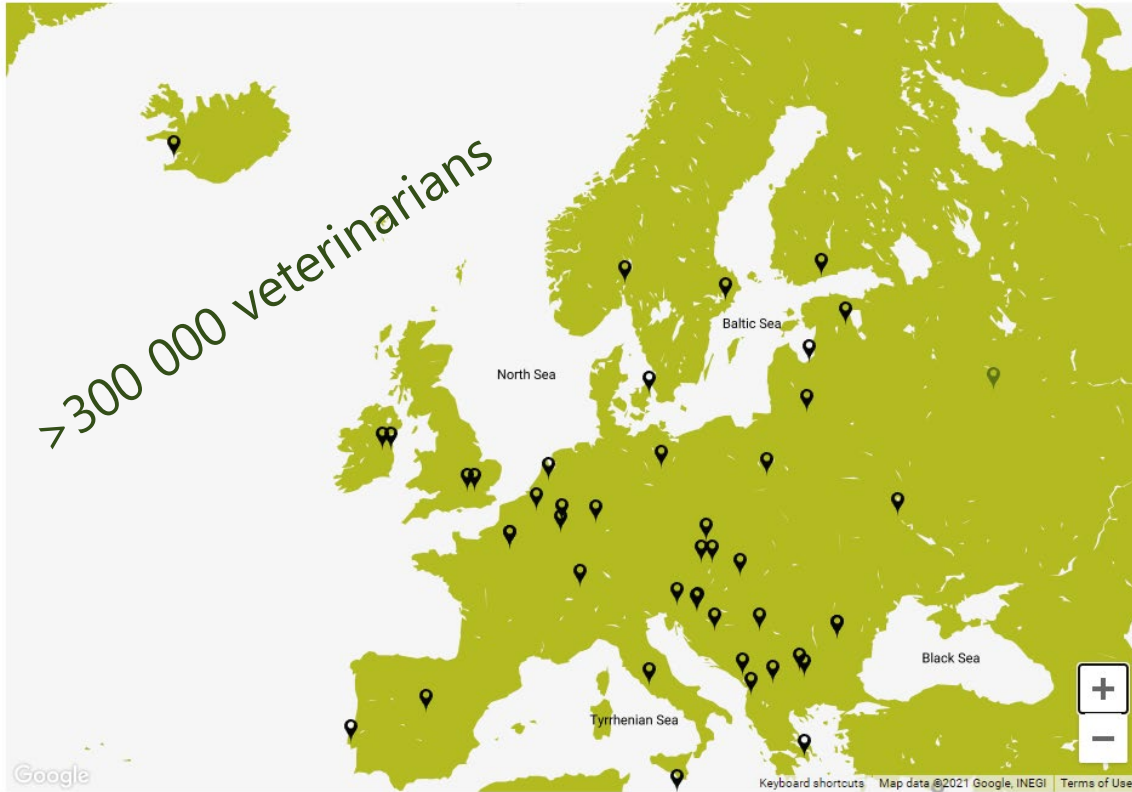 >300 000 veterinarians
Baltic Sea
North Sea
Black Sea
Tyrrhenian Sea
+
−
Google
Keyboard shortcuts Map data ©2021 Google, INEGI Terms of Use